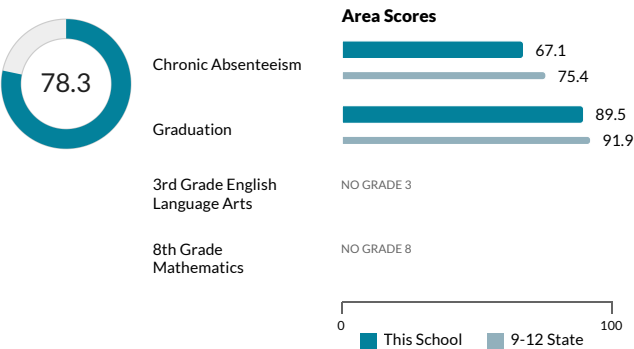 Area Scores
78.3
Chronic Absenteeism
67.1
75.4
Graduation
89.5
91.9
3rd Grade English
Language Arts
NO GRADE 3
8th Grade
Mathematics
NO GRADE 8
0
100
This School
9-12 State